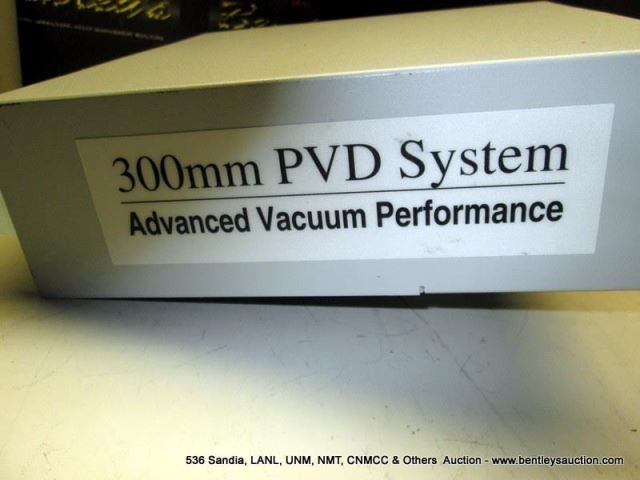 300mm PVD System
Advanced Vacuum Performance
536 Sandia, LANL, UNM, NMT, CNMCC & Others Auction - www.bentleysauction.com